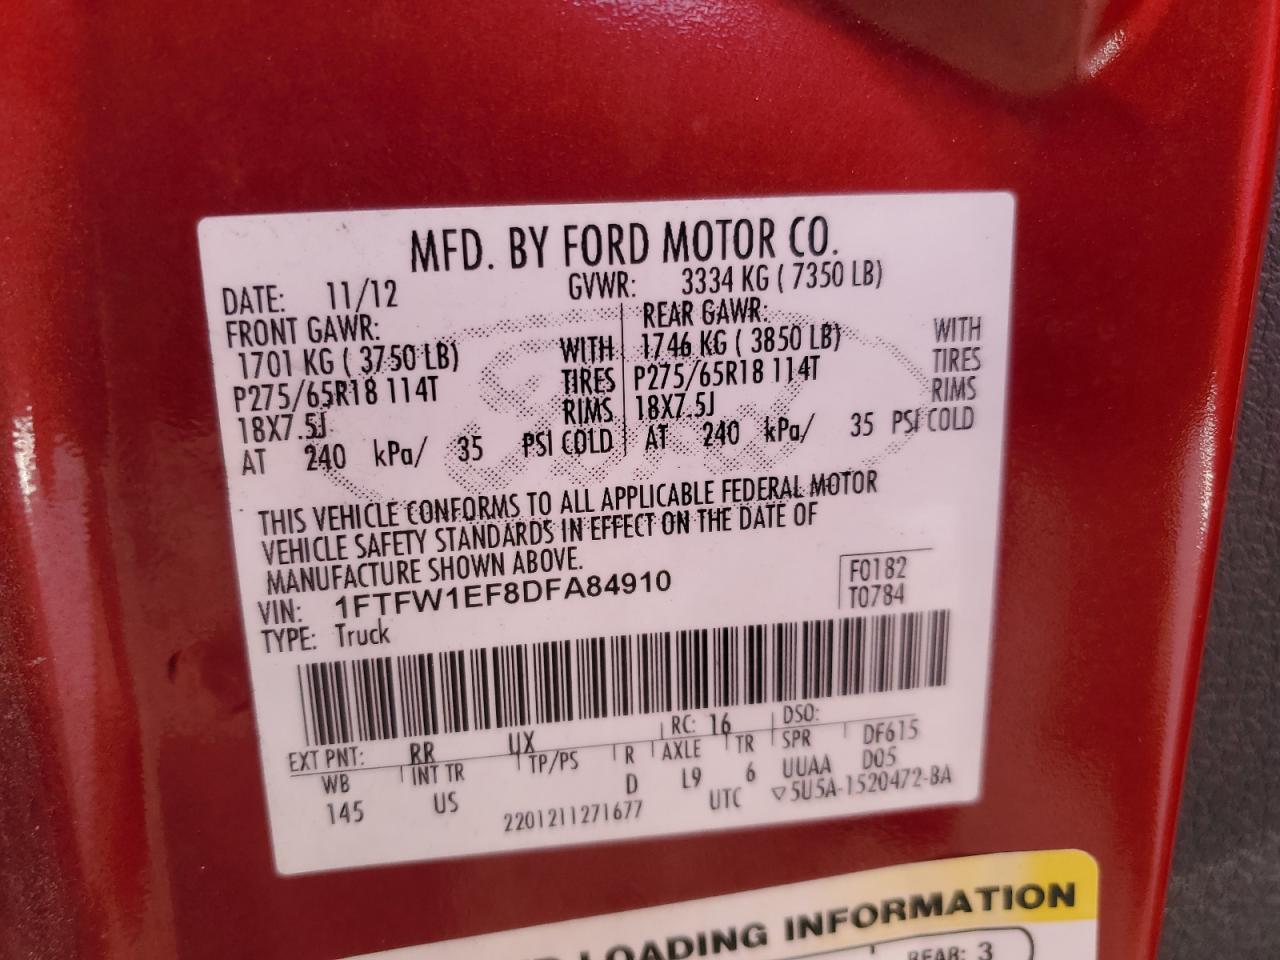 MFD. BY FORD MOTOR CO.
DATE: 11/12 GVWR: 3334 KG ( 7350 LB)
FRONT GAWR: REAR GAWR:
1701 KG ( 3750 LB) WITH 1746 KG ( 3850 LB) WITH
P275/65R18 114T TIRES P275/65R18 114T TIRES
18X7.5J RIMS 18X7.5J RIMS
AT 240 kPa/ 35 PSI COLD AT 240 kPa/ 35 PSI COLD
THIS VEHICLE CONFORMS TO ALL APPLICABLE FEDERAL MOTOR
VEHICLE SAFETY STANDARDS IN EFFECT ON THE DATE OF
MANUFACTURE SHOWN ABOVE.
VIN: 1FTFW1EF8DFA84910 F0182
TYPE: Truck T0784
EXT PNT: RR UX RC: 16 DSO:
WB INT TR TP/PS R AXLE TR SPR DF615
145 US D L9 6 UUAA D05
2201211271677 UTC ▽5U5A-1520472-BA
LOADING INFORMATION
REAR: 3